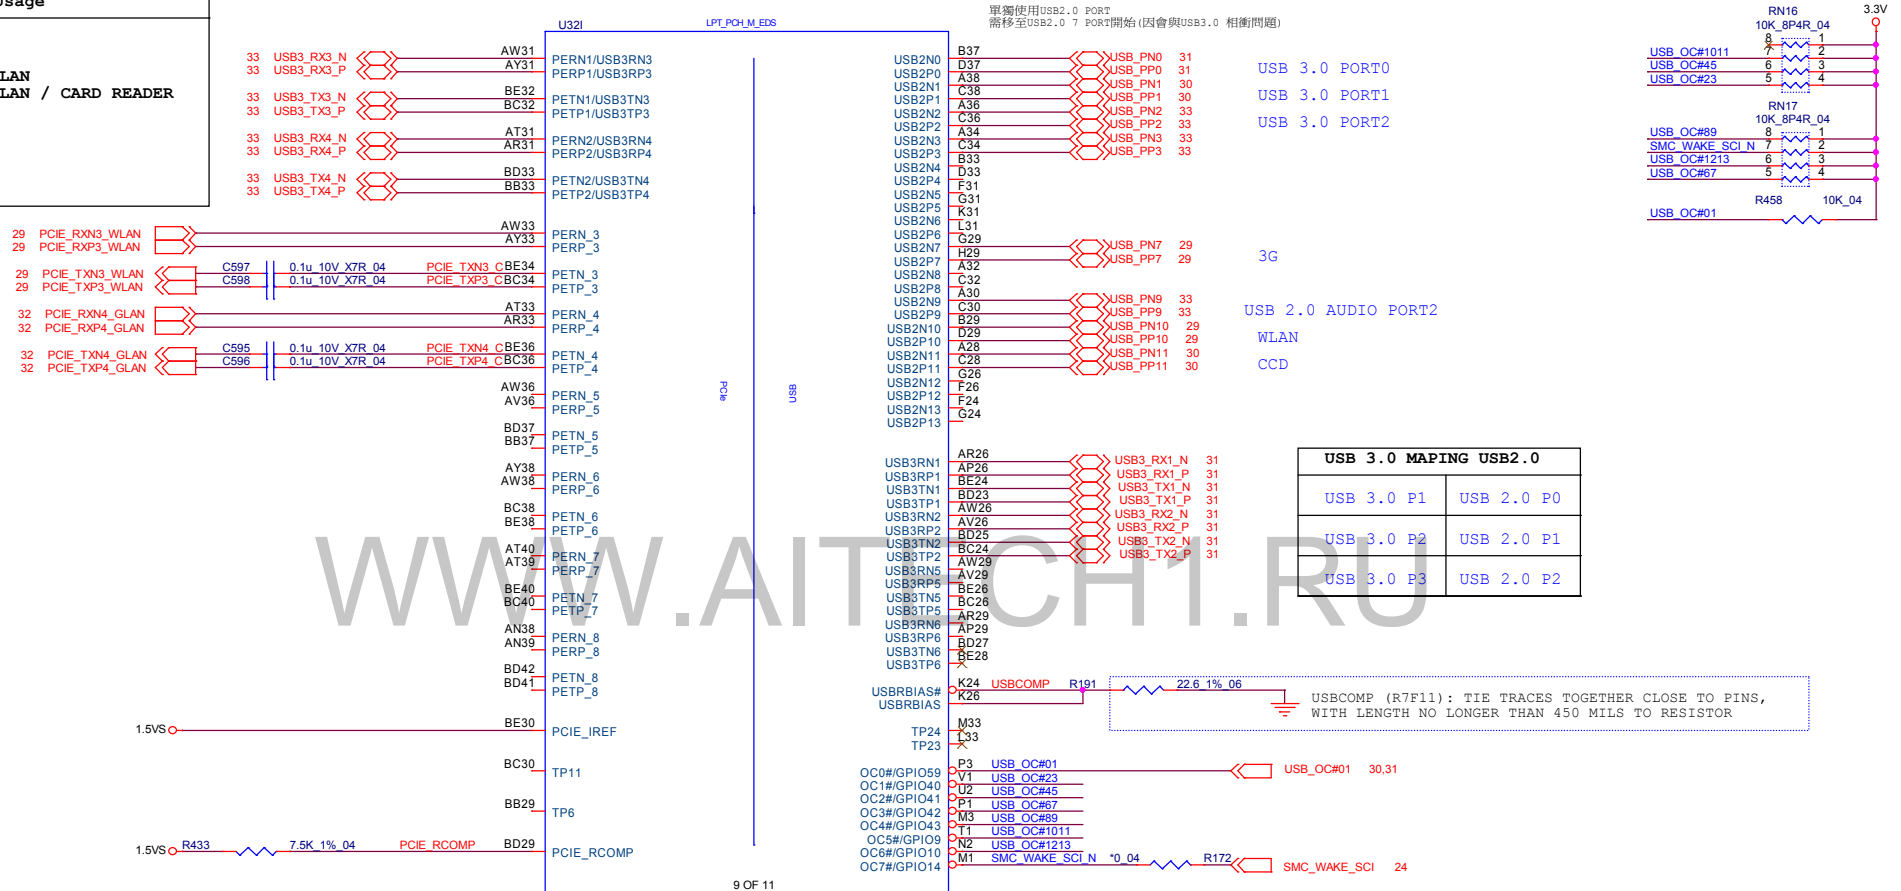 Usage
LAN
LAN / CARD READER
單獨使用USB2.0 PORT
需移至USB2.0 7 PORT開始(因會與USB3.0 相衝問題)
U32I
LPT_PCH_M_EDS
33 USB3_RX3_N AW31 PERN1/USB3RN3
33 USB3_RX3_P AY31 PERP1/USB3RP3
33 USB3_TX3_N BE32 PETN1/USB3TN3
33 USB3_TX3_P BC32 PETP1/USB3TP3
33 USB3_RX4_N AT31 PERN2/USB3RN4
33 USB3_RX4_P AR31 PERP2/USB3RP4
33 USB3_TX4_N BD33 PETN2/USB3TN4
33 USB3_TX4_P BB33 PETP2/USB3TP4
29 PCIE_RXN3_WLAN AW33 PERN_3
29 PCIE_RXP3_WLAN AY33 PERP_3
29 PCIE_TXN3_WLAN C597 0.1u_10V_X7R_04 PCIE_TXN3_C BE34 PETN_3
29 PCIE_TXP3_WLAN C598 0.1u_10V_X7R_04 PCIE_TXP3_C BC34 PETP_3
32 PCIE_RXN4_GLAN AT33 PERN_4
32 PCIE_RXP4_GLAN AR33 PERP_4
32 PCIE_TXN4_GLAN C595 0.1u_10V_X7R_04 PCIE_TXN4_C BE36 PETN_4
32 PCIE_TXP4_GLAN C596 0.1u_10V_X7R_04 PCIE_TXP4_C BC36 PETP_4
AW36 PERN_5
AV36 PERP_5
BD37 PETN_5
BB37 PETP_5
AY38 PERN_6
AW38 PERP_6
BC38 PETN_6
BE38 PETP_6
AT40 PERN_7
AT39 PERP_7
BE40 PETN_7
BC40 PETP_7
AN38 PERN_8
AN39 PERP_8
BD42 PETN_8
BD41 PETP_8
1.5VS BE30 PCIE_IREF
BC30 TP11
BB29 TP6
1.5VS R433 7.5K_1%_04 PCIE_RCOMP BD29 PCIE_RCOMP
PCIe
USB
USB2N0 B37 USB_PN0 31
USB2P0 D37 USB_PP0 31 USB 3.0 PORT0
USB2N1 A38 USB_PN1 30
USB2P1 C38 USB_PP1 30 USB 3.0 PORT1
USB2N2 A36 USB_PN2 33
USB2P2 C36 USB_PP2 33 USB 3.0 PORT2
USB2N3 A34 USB_PN3 33
USB2P3 C34 USB_PP3 33
USB2N4 B33
USB2P4 D33
USB2N5 F31
USB2P5 G31
USB2N6 K31
USB2P6 L31
USB2N7 G29 USB_PN7 29
USB2P7 H29 USB_PP7 29 3G
USB2N8 A32
USB2P8 C32
USB2N9 A30 USB_PN9 33
USB2P9 C30 USB_PP9 33 USB 2.0 AUDIO PORT2
USB2N10 B29 USB_PN10 29
USB2P10 D29 USB_PP10 29 WLAN
USB2N11 A28 USB_PN11 30
USB2P11 C28 USB_PP11 30 CCD
USB2N12 G26
USB2P12 F26
USB2N13 F24
USB2P13 G24
USB3RN1 AR26 USB3_RX1_N 31
USB3RP1 AP26 USB3_RX1_P 31
USB3TN1 BE24 USB3_TX1_N 31
USB3TP1 BD23 USB3_TX1_P 31
USB3RN2 AW26 USB3_RX2_N 31
USB3RP2 AV26 USB3_RX2_P 31
USB3TN2 BD25 USB3_TX2_N 31
USB3TP2 BC24 USB3_TX2_P 31
USB3RN5 AW29
USB3RP5 AV29
USB3TN5 BE26
USB3TP5 BC26
USB3RN6 AR29
USB3RP6 AP29
USB3TN6 BD27
USB3TP6 BE28
USBRBIAS# K24 USBCOMP R191 22.6_1%_06
USBRBIAS K26
USBCOMP (R7F11): TIE TRACES TOGETHER CLOSE TO PINS,
WITH LENGTH NO LONGER THAN 450 MILS TO RESISTOR
TP24 M33
TP23 L33
OC0#/GPIO59 P3 USB_OC#01 USB_OC#01 30,31
OC1#/GPIO40 V1 USB_OC#23
OC2#/GPIO41 U2 USB_OC#45
OC3#/GPIO42 P1 USB_OC#67
OC4#/GPIO43 M3 USB_OC#89
OC5#/GPIO9 T1 USB_OC#1011
OC6#/GPIO10 N2 USB_OC#1213
OC7#/GPIO14 M1 SMC_WAKE_SCI_N *0_04 R172 SMC_WAKE_SCI 24
9 OF 11
RN16 3.3V
10K_8P4R_04
8 1
USB_OC#1011 7 2
USB_OC#45 6 3
USB_OC#23 5 4
RN17
10K_8P4R_04
USB_OC#89 8 1
SMC_WAKE_SCI_N 7 2
USB_OC#1213 6 3
USB_OC#67 5 4
R458 10K_04
USB_OC#01
USB 3.0 MAPING USB2.0
USB 3.0 P1 USB 2.0 P0
USB 3.0 P2 USB 2.0 P1
USB 3.0 P3 USB 2.0 P2
WWW.AITECH1.RU